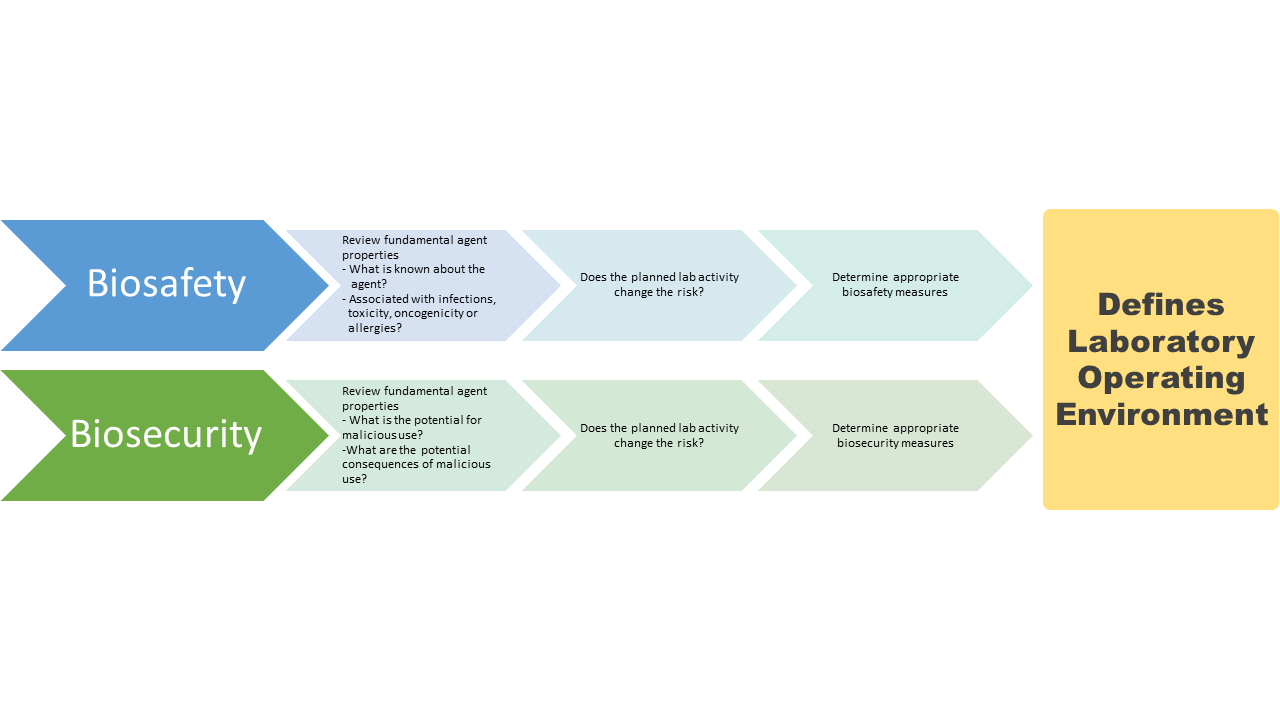 Biosafety
Review fundamental agent
properties
- What is known about the
agent?
- Associated with infections,
toxicity, oncogenicity or
allergies?
Does the planned lab activity
change the risk?
Determine appropriate
biosafety measures
Biosecurity
Review fundamental agent
properties
- What is the potential for
malicious use?
-What are the potential
consequences of malicious
use?
Does the planned lab activity
change the risk?
Determine appropriate
biosecurity measures
Defines
Laboratory
Operating
Environment